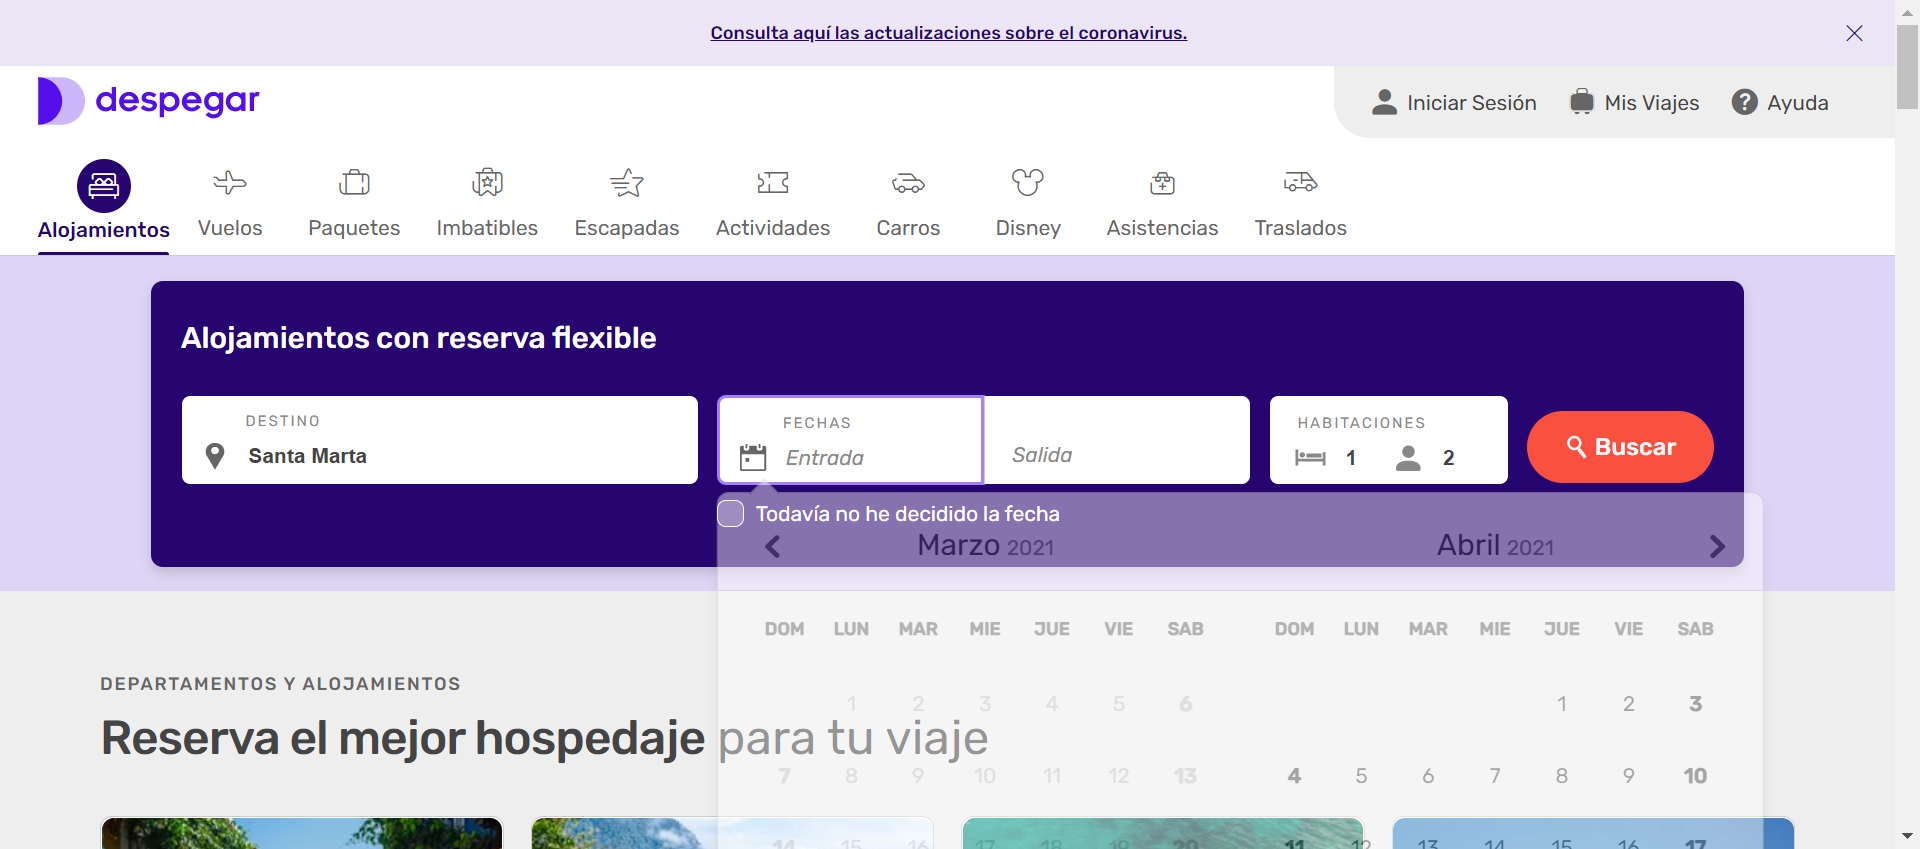 Consulta aquí las actualizaciones sobre el coronavirus.
despegar
Iniciar Sesión
Mis Viajes
Ayuda
Alojamientos
Vuelos
Paquetes
Imbatibles
Escapadas
Actividades
Carros
Disney
Asistencias
Traslados
Alojamientos con reserva flexible
DESTINO
Santa Marta
FECHAS
Entrada
Salida
HABITACIONES
1
2
Buscar
Todavía no he decidido la fecha
Marzo 2021
Abril 2021
DOM LUN MAR MIE JUE VIE SAB
DOM LUN MAR MIE JUE VIE SAB
1 2 3 4 5 6
1 2 3
DEPARTAMENTOS Y ALOJAMIENTOS
Reserva el mejor hospedaje para tu viaje
7 8 9 10 11 12 13
4 5 6 7 8 9 10
14 15 16 17 18 19 20
11 12 13 14 15 16 17